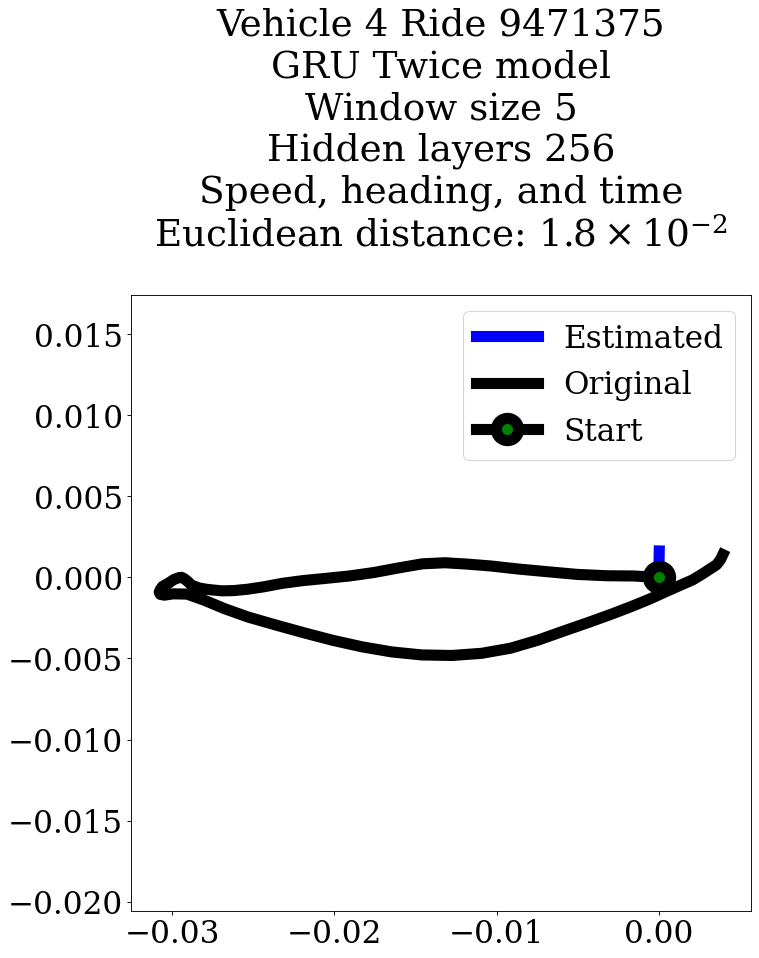 Vehicle 4 Ride 9471375
GRU Twice model
Window size 5
Hidden layers 256
Speed, heading, and time
Euclidean distance: 1.8 × 10⁻²
Estimated
Original
Start
0.015
0.010
0.005
0.000
−0.005
−0.010
−0.015
−0.020
−0.03 −0.02 −0.01 0.00